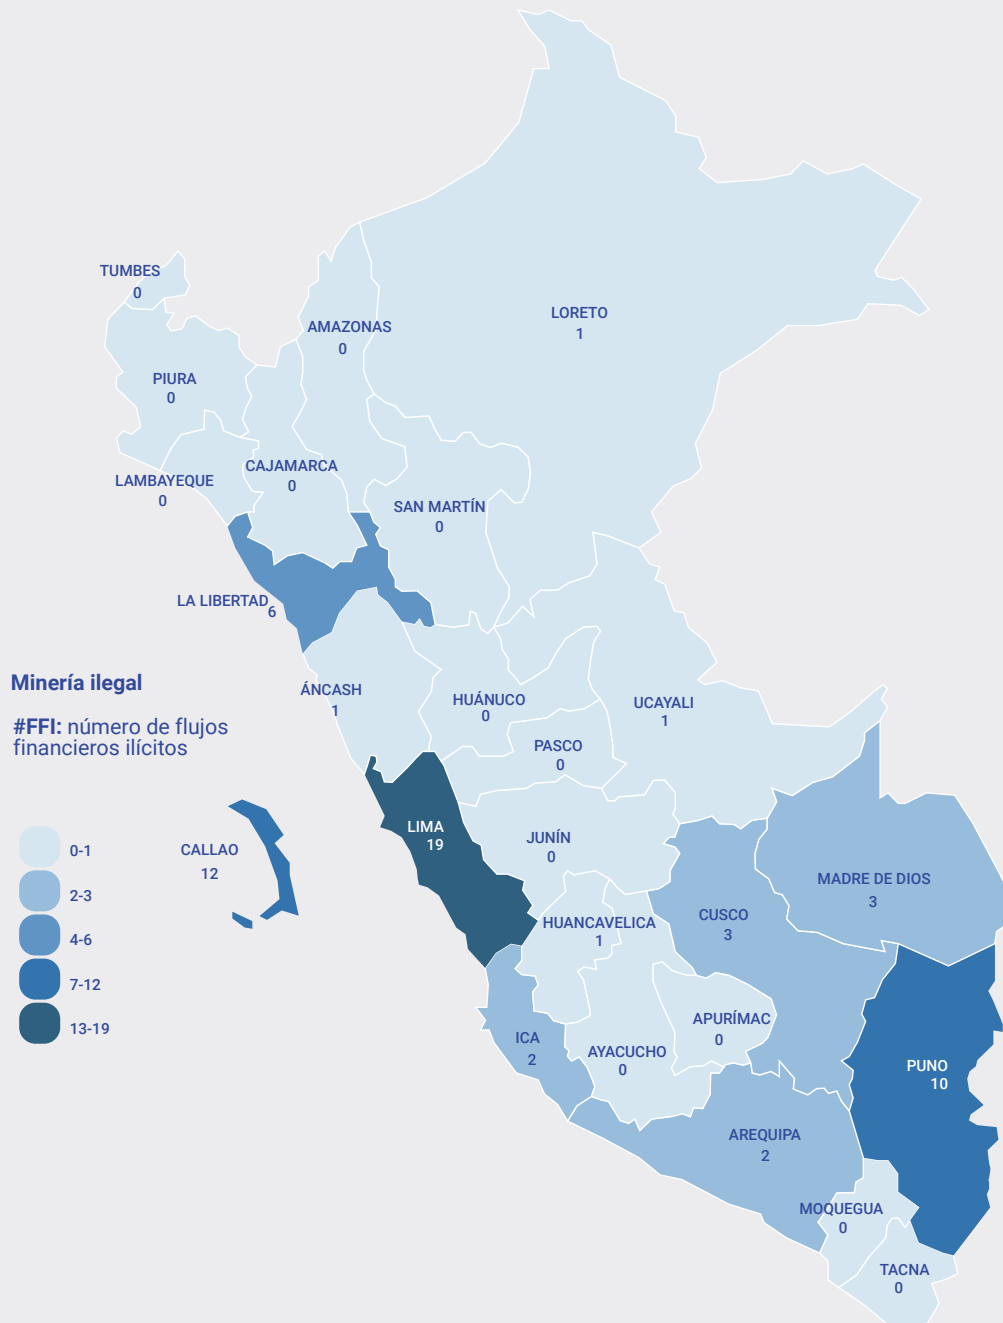 TUMBES
0
AMAZONAS
0
LORETO
1
PIURA
0
CAJAMARCA
0
LAMBAYEQUE
0
SAN MARTÍN
0
LA LIBERTAD
6
Minería ilegal
#FFI: número de flujos
financieros ilícitos
ÁNCASH
1
HUÁNUCO
0
UCAYALI
1
PASCO
0
LIMA
19
JUNÍN
0
CALLAO
12
0-1
2-3
4-6
7-12
13-19
MADRE DE DIOS
3
CUSCO
3
HUANCAVELICA
1
APURÍMAC
0
ICA
2
AYACUCHO
0
PUNO
10
AREQUIPA
2
MOQUEGUA
0
TACNA
0